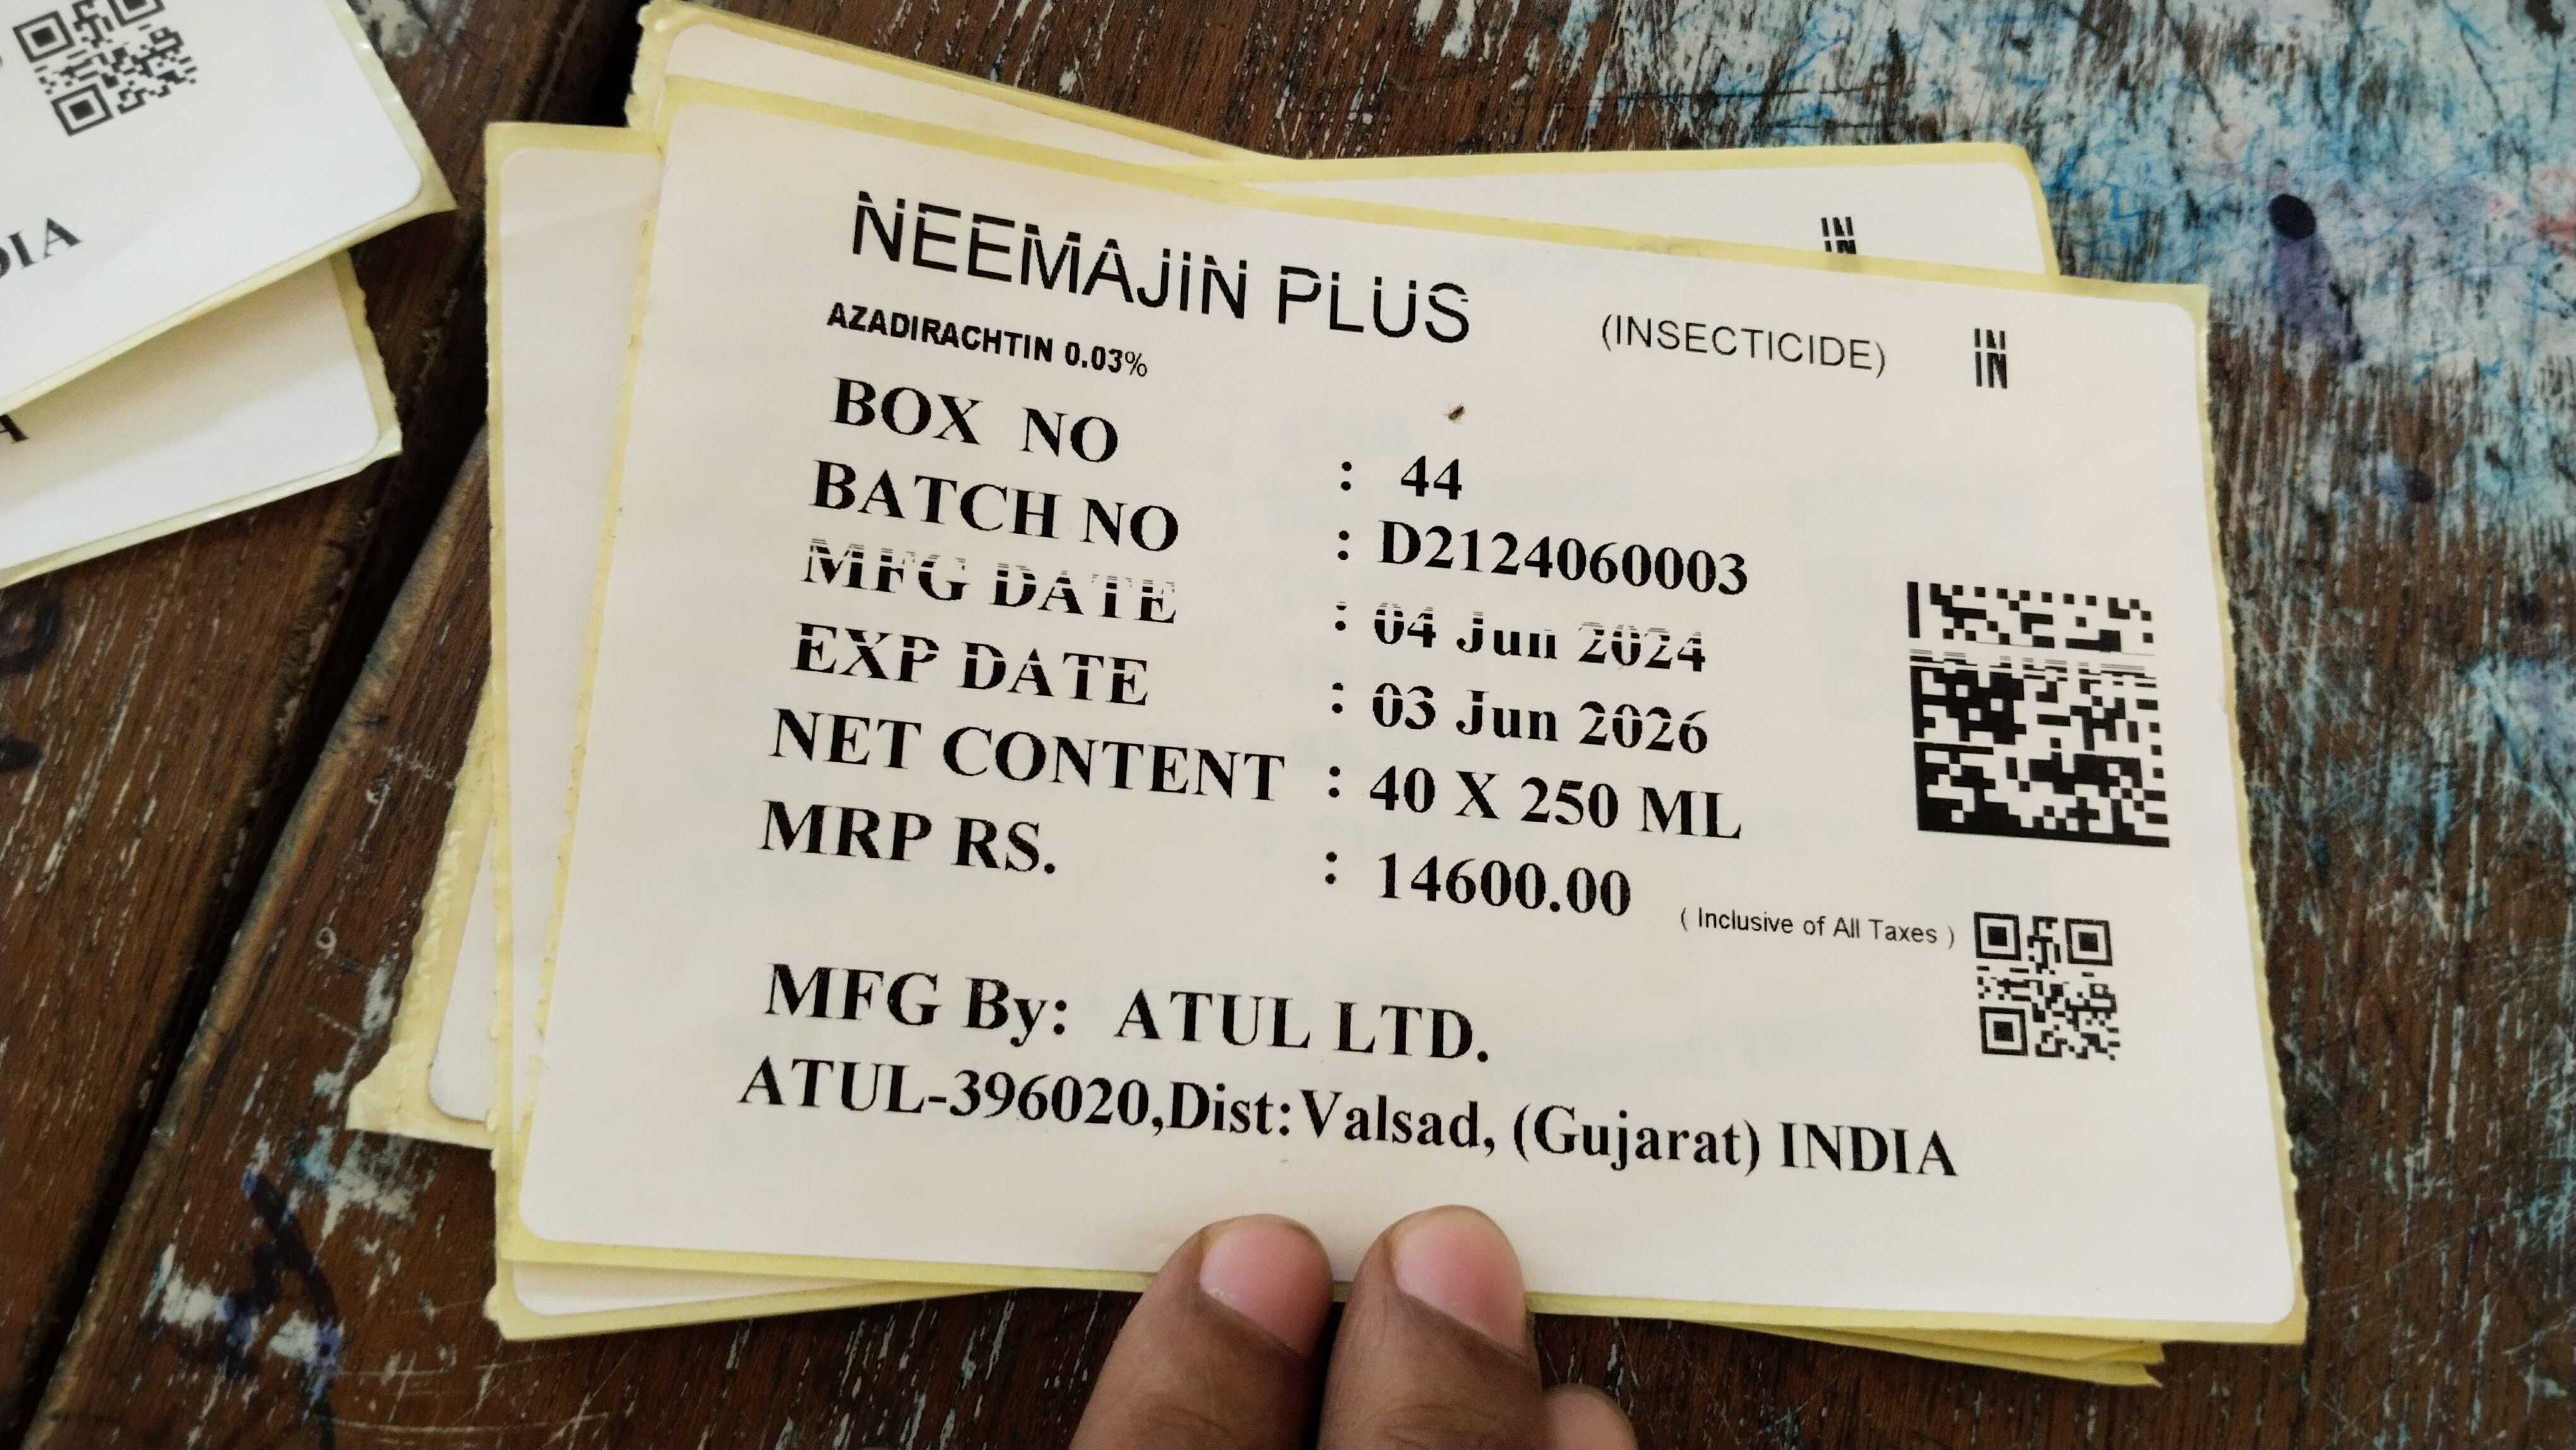 NEEMAJIN PLUS (INSECTICIDE) IN
AZADIRACHTIN 0.03%
BOX NO : 44
BATCH NO : D2124060003
MFG DATE : 04 Jun 2024
EXP DATE : 03 Jun 2026
NET CONTENT : 40 X 250 ML
MRP RS. : 14600.00 ( Inclusive of All Taxes )
MFG By: ATUL LTD.
ATUL-396020,Dist:Valsad, (Gujarat) INDIA
IN